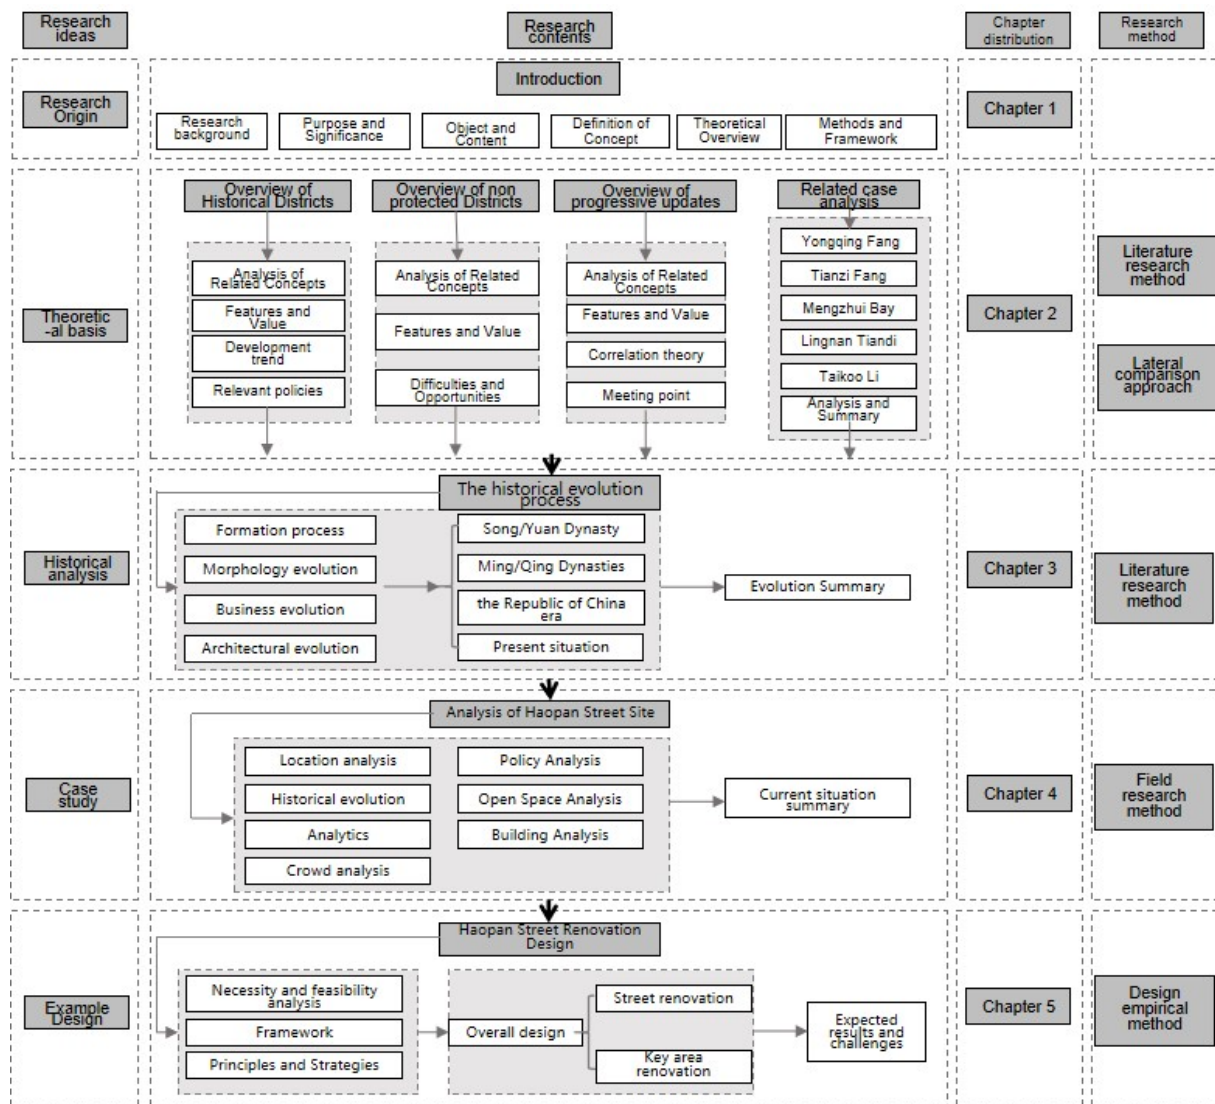 Research
ideas
Research
contents
Chapter
distribution
Research
method
Research
Origin
Introduction
Research
background
Purpose and
Significance
Object and
Content
Definition of
Concept
Theoretical
Overview
Methods and
Framework
Chapter 1
Theoretic
-al basis
Overview of
Historical Districts
Analysis of
Related Concepts
Features and
Value
Development
trend
Relevant policies
Overview of non
protected Districts
Analysis of Related
Concepts
Features and Value
Difficulties and
Opportunities
Overview of
progressive updates
Analysis of Related
Concepts
Features and Value
Correlation theory
Meeting point
Related case
analysis
Yongqing Fang
Tianzi Fang
Mengzhui Bay
Lingnan Tiandi
Taikoo Li
Analysis and
Summary
Chapter 2
Literature
research
method
Lateral
comparison
approach
Historical
analysis
The historical evolution
process
Formation process
Morphology evolution
Business evolution
Architectural evolution
Song/Yuan Dynasty
Ming/Qing Dynasties
the Republic of China
era
Present situation
Evolution Summary
Chapter 3
Literature
research
method
Case
study
Analysis of Haopan Street Site
Location analysis
Historical evolution
Analytics
Crowd analysis
Policy Analysis
Open Space Analysis
Building Analysis
Current situation
summary
Chapter 4
Field
research
method
Example
Design
Haopan Street Renovation
Design
Necessity and feasibility
analysis
Framework
Principles and Strategies
Overall design
Street renovation
Key area
renovation
Expected
results and
challenges
Chapter 5
Design
empirical
method